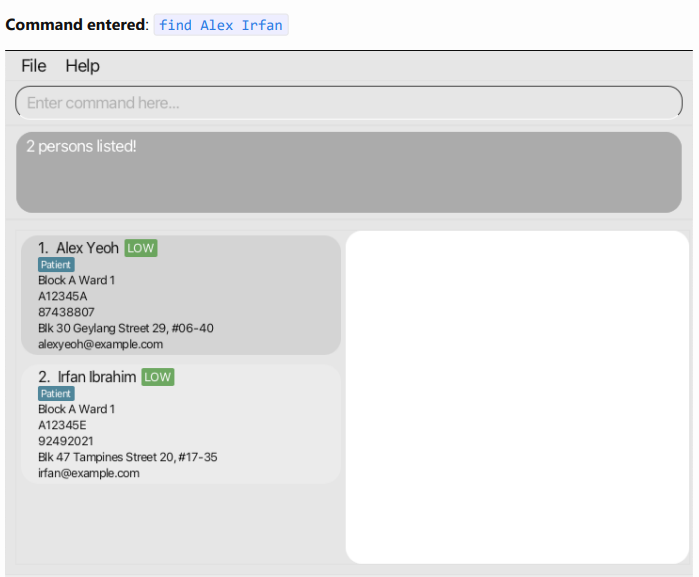 Command entered: find Alex Irfan
File Help
Enter command here...
2 persons listed!
1. Alex Yeoh LOW
Patient
Block A Ward 1
A12345A
87438807
Blk 30 Geylang Street 29, #06-40
alexyeoh@example.com
2. Irfan Ibrahim LOW
Patient
Block A Ward 1
A12345E
92492021
Blk 47 Tampines Street 20, #17-35
irfan@example.com